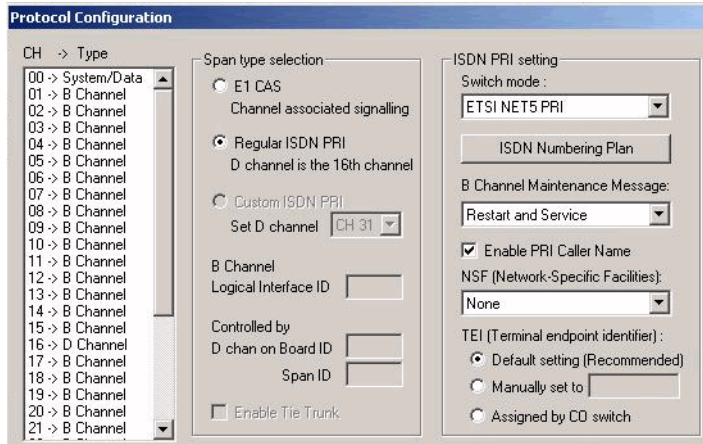 Protocol Configuration
CH -> Type
00 -> System/Data
01 -> B Channel
02 -> B Channel
03 -> B Channel
04 -> B Channel
05 -> B Channel
06 -> B Channel
07 -> B Channel
08 -> B Channel
09 -> B Channel
10 -> B Channel
11 -> B Channel
12 -> B Channel
13 -> B Channel
14 -> B Channel
15 -> B Channel
16 -> D Channel
17 -> B Channel
18 -> B Channel
19 -> B Channel
20 -> B Channel
21 -> B Channel
Span type selection
E1 CAS
Channel associated signalling
Regular ISDN PRI
D channel is the 16th channel
Custom ISDN PRI
Set D channel CH 31
B Channel
Logical Interface ID
Controlled by
D chan on Board ID
Span ID
Enable Tie Trunk
ISDN PRI setting
Switch mode :
ETSI NET5 PRI
ISDN Numbering Plan
B Channel Maintenance Message:
Restart and Service
Enable PRI Caller Name
NSF (Network-Specific Facilities):
None
TEI (Terminal endpoint identifier) :
Default setting (Recommended)
Manually set to
Assigned by CO switch